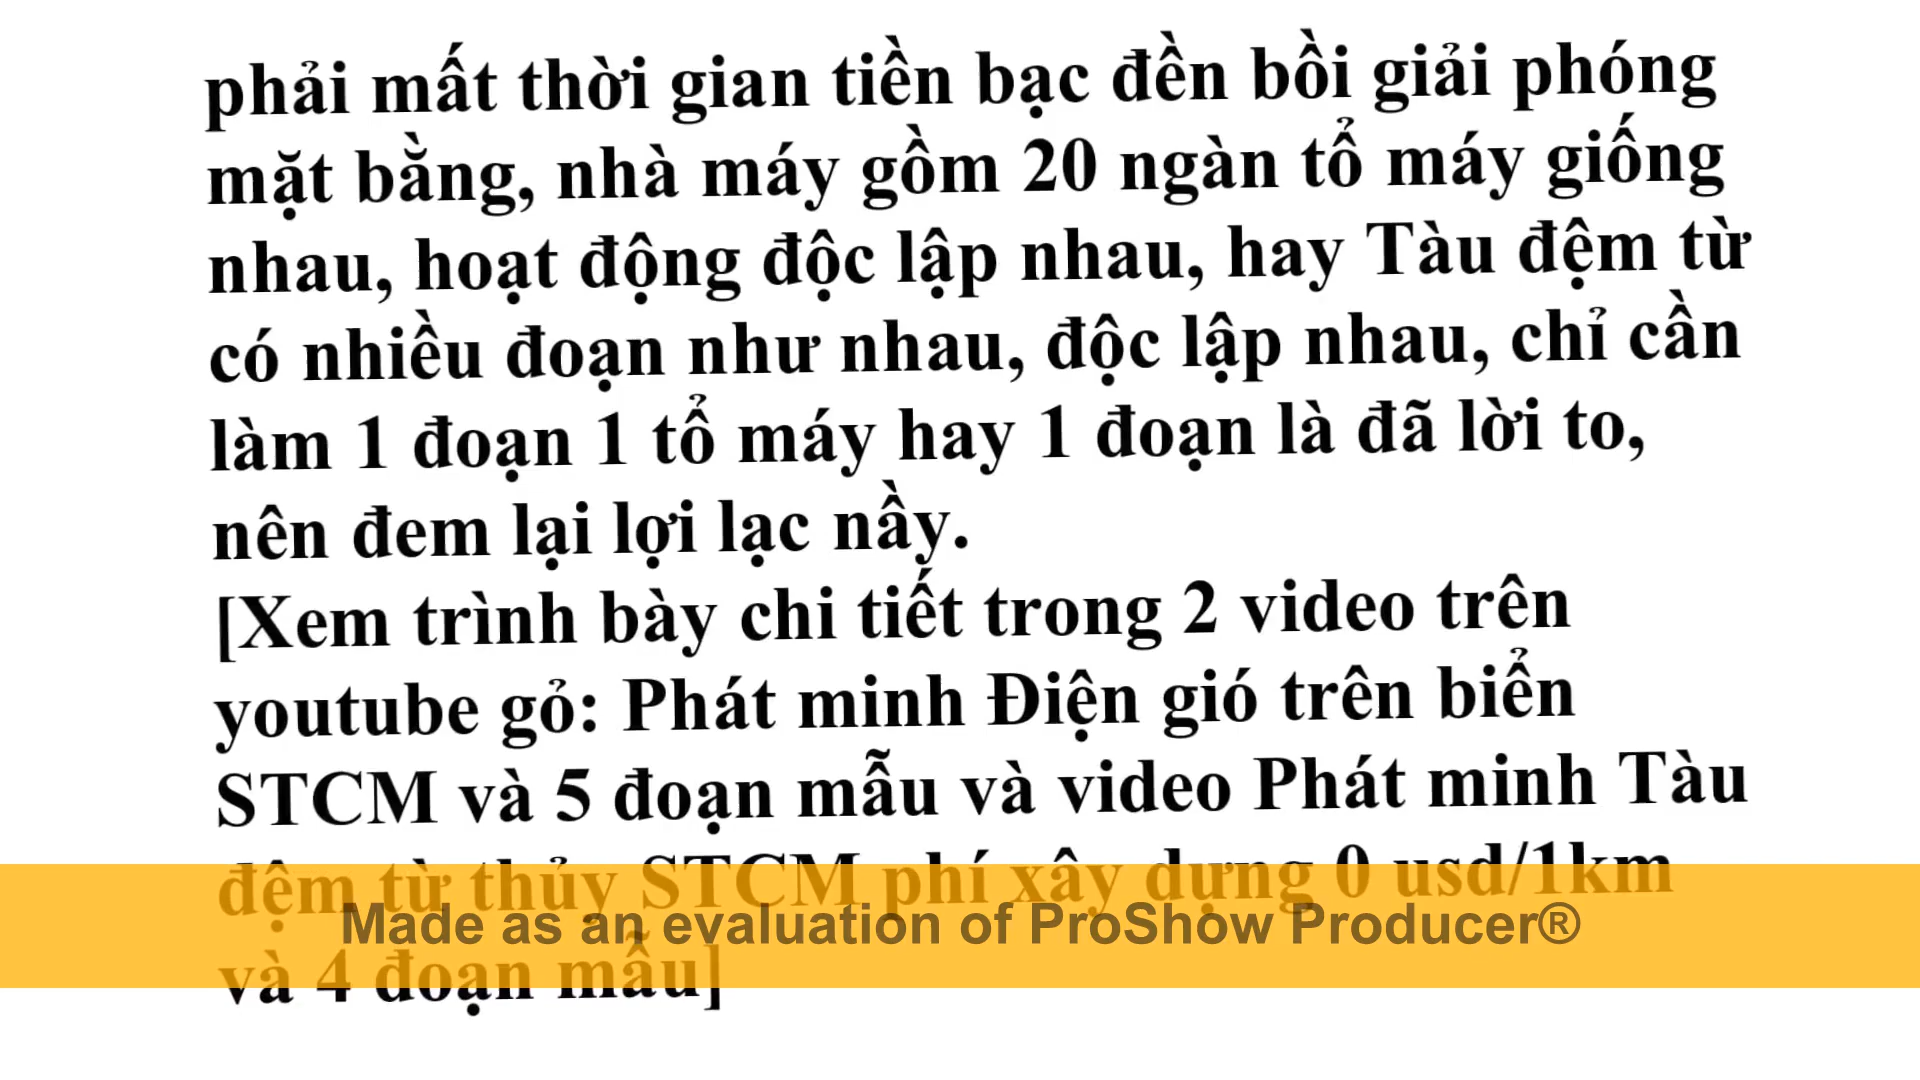 phải mất thời gian tiền bạc đền bồi giải phóng
mặt bằng, nhà máy gồm 20 ngàn tổ máy giống
nhau, hoạt động độc lập nhau, hay Tàu đệm từ
có nhiều đoạn như nhau, độc lập nhau, chỉ cần
làm 1 đoạn 1 tổ máy hay 1 đoạn là đã lời to,
nên đem lại lợi lạc nầy.
[Xem trình bày chi tiết trong 2 video trên
youtube gỏ: Phát minh Điện gió trên biển
STCM và 5 đoạn mẫu và video Phát minh Tàu
đệm từ thủy STCM phí xây dựng 0 usd/1km
Made as an evaluation of ProShow Producer®
và 4 đoạn mẫu]